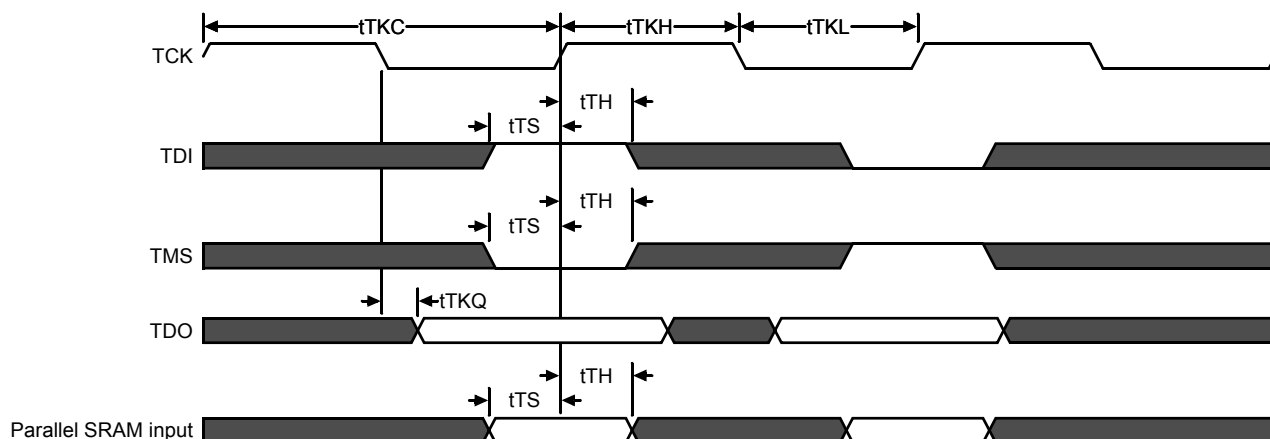 tTKC
tTKH
tTKL
TCK
tTH
tTS
TDI
tTH
tTS
TMS
tTKQ
TDO
tTH
tTS
Parallel SRAM input